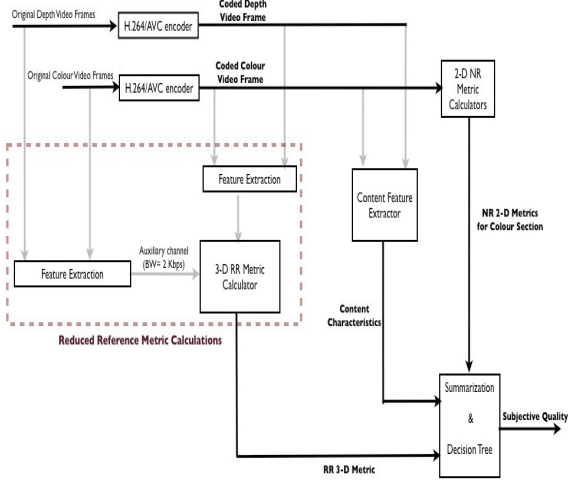 Original Depth Video Frames
H.264/AVC encoder
Coded Depth
Video Frame
Original Colour Video Frames
H.264/AVC encoder
Coded Colour
Video Frame
2-D NR
Metric
Calculators
Feature Extraction
Content Feature
Extractor
NR 2-D Metrics
for Colour Section
Feature Extraction
Auxiliary channel
(BW= 2 Kbps)
3-D RR Metric
Calculator
Content
Characteristics
Reduced Reference Metric Calculations
Summarization
&
Decision Tree
Subjective Quality
RR 3-D Metric